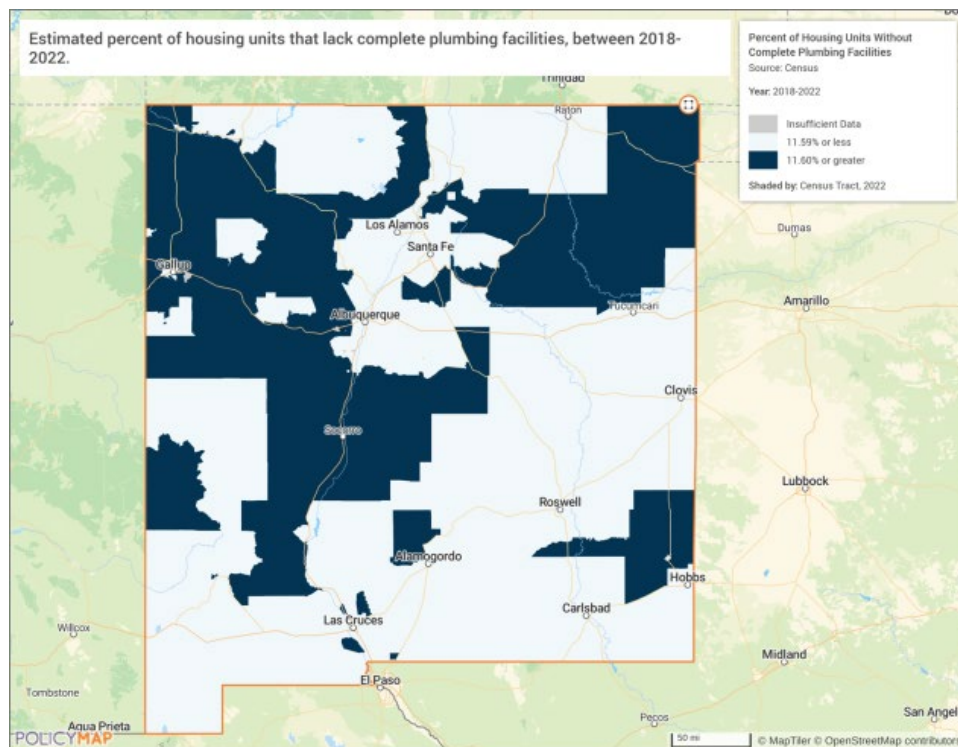 Estimated percent of housing units that lack complete plumbing facilities, between 2018-
2022.
Percent of Housing Units Without
Complete Plumbing Facilities
Source: Census
Year: 2018-2022
Insufficient Data
11.59% or less
11.60% or greater
Shaded by: Census Tract, 2022
Trinidad
Raton
Los Alamos
Santa Fe
Dumas
Gallup
Tucumcari
Amarillo
Albuquerque
Clovis
Socorro
Lubbock
Roswell
Alamogordo
Hobbs
Carlsbad
Las Cruces
Willcox
Midland
El Paso
Tombstone
Pecos
San Angel
Agua Prieta
POLICYMAP
50 mi
© MapTiler © OpenStreetMap contributors